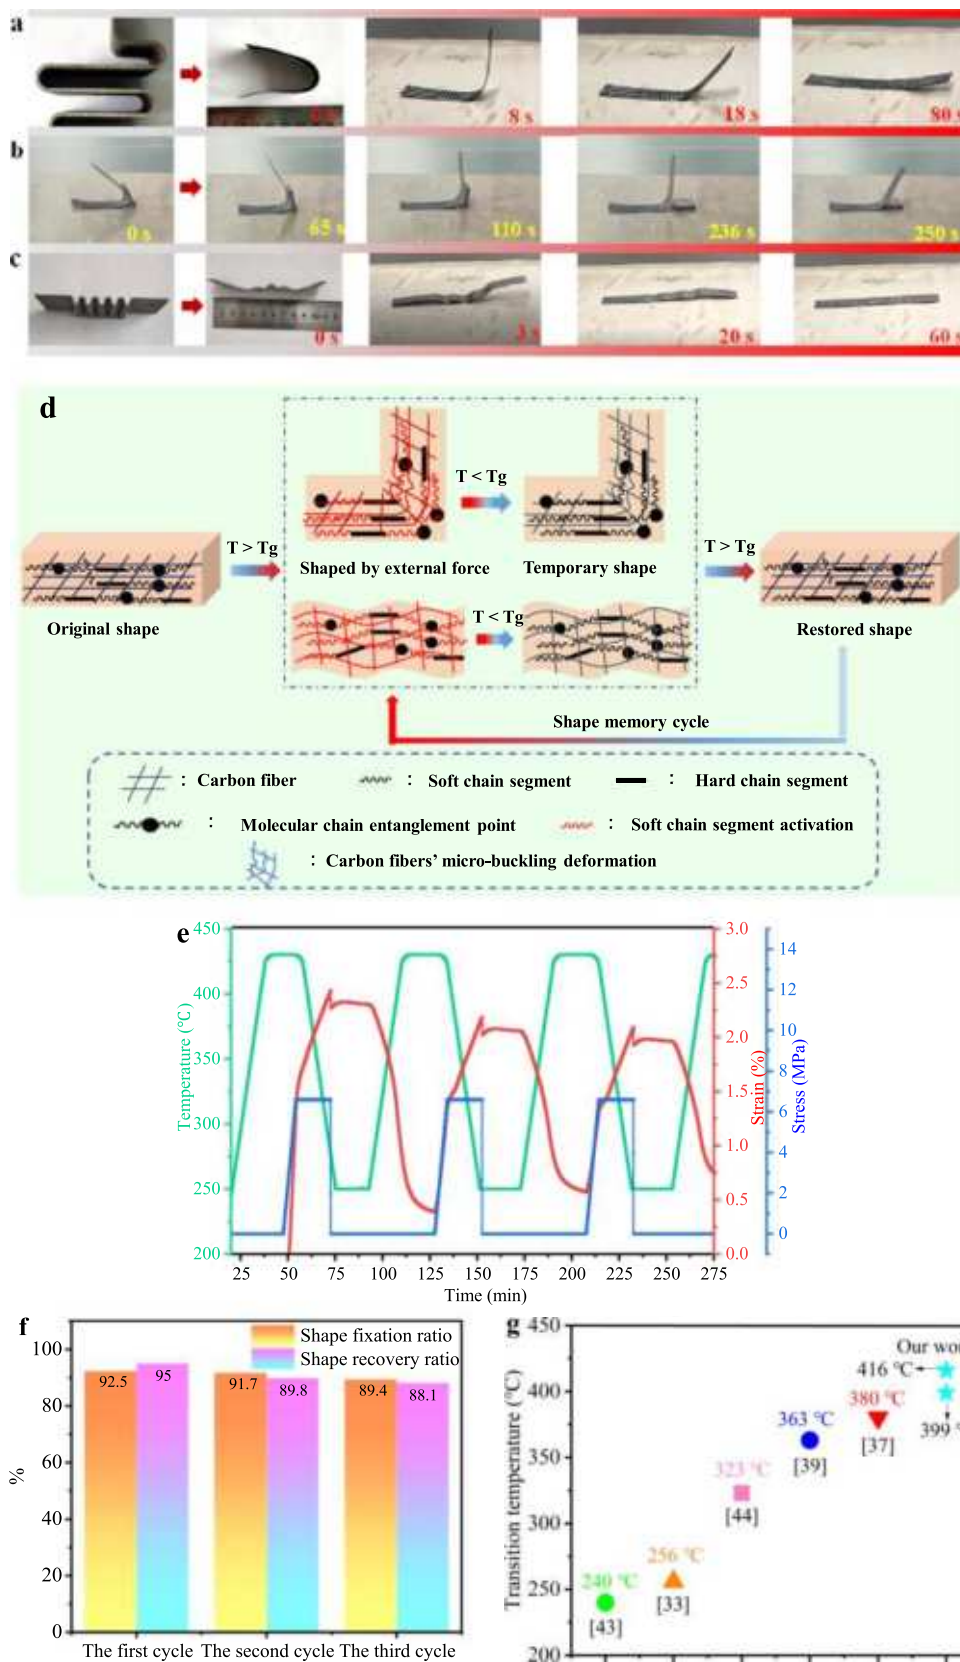 a
8 s
18 s
80 s
b
0 s
65 s
110 s
236 s
250 s
c
0 s
3 s
20 s
60 s
d
T > Tg
Original shape
T < Tg
Shaped by external force
Temporary shape
T < Tg
T > Tg
Restored shape
Shape memory cycle
: Carbon fiber
: Soft chain segment
: Hard chain segment
: Molecular chain entanglement point
: Soft chain segment activation
: Carbon fibers’ micro-buckling deformation
e
Temperature (℃)
450
400
350
300
250
200
25
50
75
100
125
150
175
200
225
250
275
Time (min)
3.0
2.5
2.0
1.5
1.0
0.5
0.0
Strain (%)
14
12
10
8
6
4
2
0
Stress (MPa)
f
Shape fixation ratio
Shape recovery ratio
%
100
80
60
40
20
0
92.5
95
91.7
89.8
89.4
88.1
The first cycle
The second cycle
The third cycle
g
Transition temperature (℃)
450
400
350
300
250
200
240 ℃
[43]
256 ℃
[33]
323 ℃
[44]
363 ℃
[39]
380 ℃
[37]
Our wor
416 ℃
399 ℃